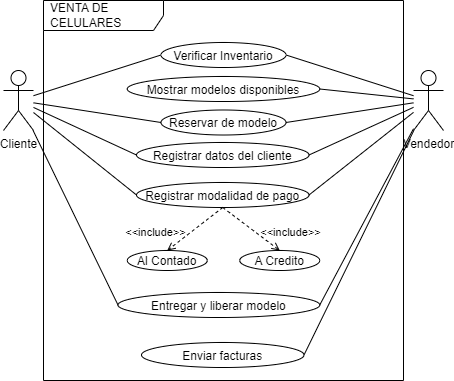 VENTA DE
CELULARES
Verificar Inventario
Mostrar modelos disponibles
Reservar de modelo
Cliente
Vendedor
Registrar datos del cliente
Registrar modalidad de pago
<<include>>
<<include>>
Al Contado
A Credito
Entregar y liberar modelo
Enviar facturas